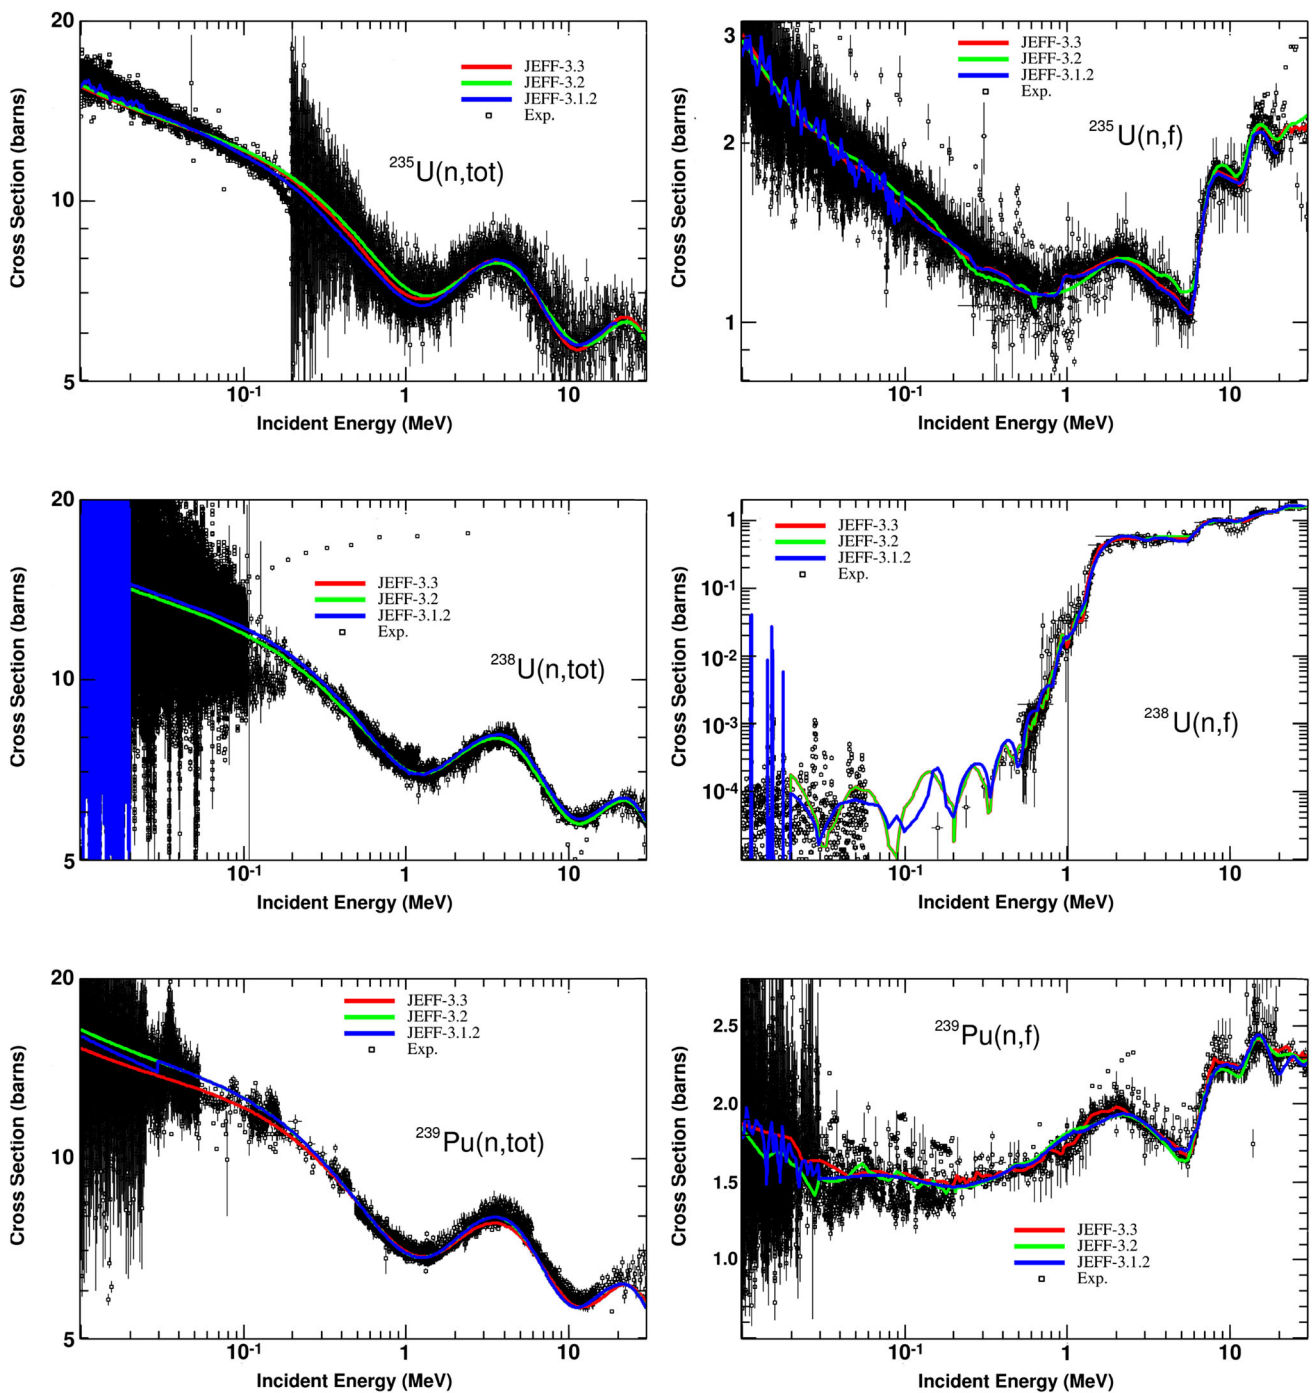 20
10
5
Cross Section (barns)
JEFF-3.3
JEFF-3.2
JEFF-3.1.2
Exp.
²³⁵U(n,tot)
10⁻¹ 1 10
Incident Energy (MeV)
3
2
1
Cross Section (barns)
JEFF-3.3
JEFF-3.2
JEFF-3.1.2
Exp.
²³⁵U(n,f)
10⁻¹ 1 10
Incident Energy (MeV)
20
10
5
Cross Section (barns)
JEFF-3.3
JEFF-3.2
JEFF-3.1.2
Exp.
²³⁸U(n,tot)
10⁻¹ 1 10
Incident Energy (MeV)
1
10⁻¹
10⁻²
10⁻³
10⁻⁴
Cross Section (barns)
JEFF-3.3
JEFF-3.2
JEFF-3.1.2
Exp.
²³⁸U(n,f)
10⁻¹ 1 10
Incident Energy (MeV)
20
10
5
Cross Section (barns)
JEFF-3.3
JEFF-3.2
JEFF-3.1.2
Exp.
²³⁹Pu(n,tot)
10⁻¹ 1 10
Incident Energy (MeV)
2.5
2.0
1.5
1.0
Cross Section (barns)
²³⁹Pu(n,f)
JEFF-3.3
JEFF-3.2
JEFF-3.1.2
Exp.
10⁻¹ 1 10
Incident Energy (MeV)